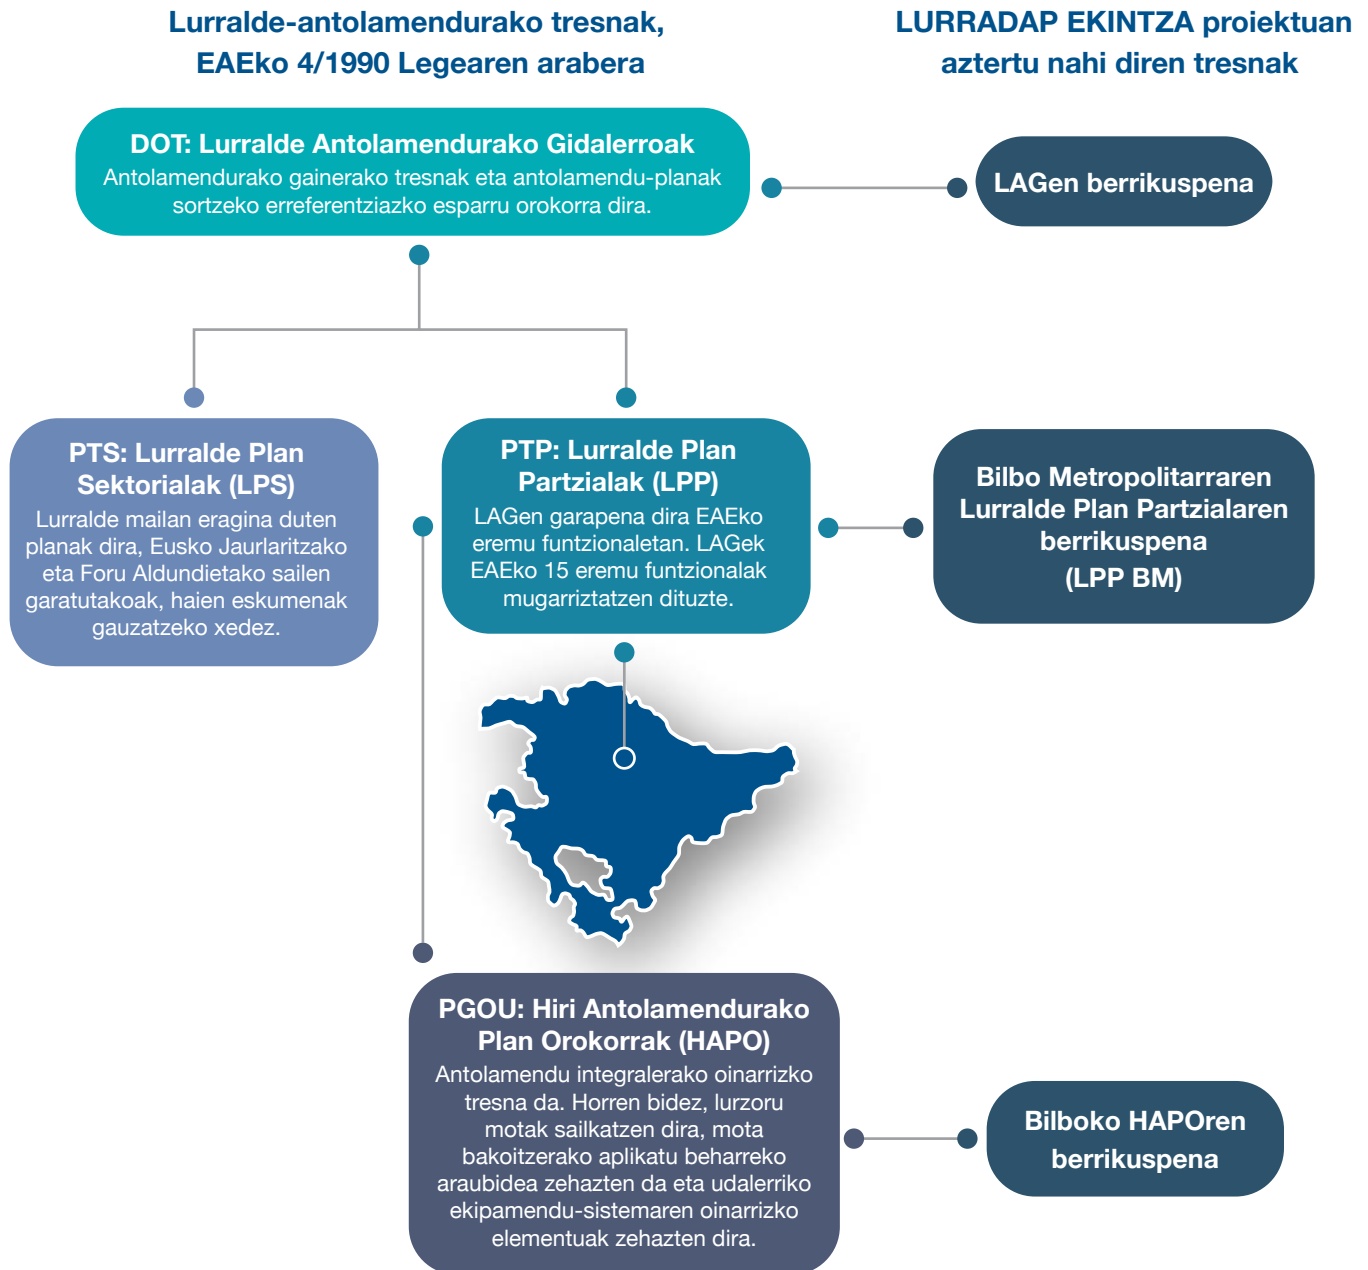 Lurralde-antolamendurako tresnak,
EAEko 4/1990 Legearen arabera
LURRADAP EKINTZA proiektuan
aztertu nahi diren tresnak
DOT: Lurralde Antolamendurako Gidalerroak
Antolamendurako gainerako tresnak eta antolamendu-planak
sortzeko erreferentziazko esparru orokorra dira.
LAGen berrikuspena
PTS: Lurralde Plan
Sektorialak (LPS)
Lurralde mailan eragina duten
planak dira, Eusko Jaurlaritzako
eta Foru Aldundietako sailen
garatutakoak, haien eskumenak
gauzatzeko xedez.
PTP: Lurralde Plan
Partzialak (LPP)
LAGen garapena dira EAEko
eremu funtzionaletan. LAGek
EAEko 15 eremu funtzionalak
mugarriztatzen dituzte.
Bilbo Metropolitarraren
Lurralde Plan Partzialaren
berrikuspena
(LPP BM)
PGOU: Hiri Antolamendurako
Plan Orokorrak (HAPO)
Antolamendu integralerako oinarrizko
tresna da. Horren bidez, lurzoru
motak sailkatzen dira, mota
bakoitzerako aplikatu beharreko
araubidea zehazten da eta udalerriko
ekipamendu-sistemaren oinarrizko
elementuak zehazten dira.
Bilboko HAPOren
berrikuspena